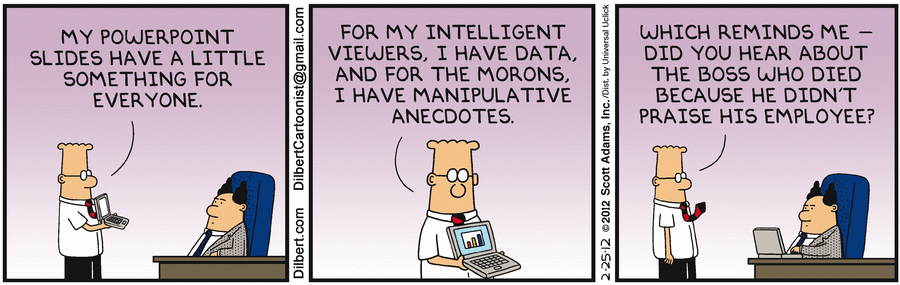 MY POWERPOINT
SLIDES HAVE A LITTLE
SOMETHING FOR
EVERYONE.
Dilbert.com DilbertCartoonist@gmail.com
FOR MY INTELLIGENT
VIEWERS, I HAVE DATA,
AND FOR THE MORONS,
I HAVE MANIPULATIVE
ANECDOTES.
2-25-12 © 2012 Scott Adams, Inc. /Dist. by Universal Uclick
WHICH REMINDS ME —
DID YOU HEAR ABOUT
THE BOSS WHO DIED
BECAUSE HE DIDN'T
PRAISE HIS EMPLOYEE?